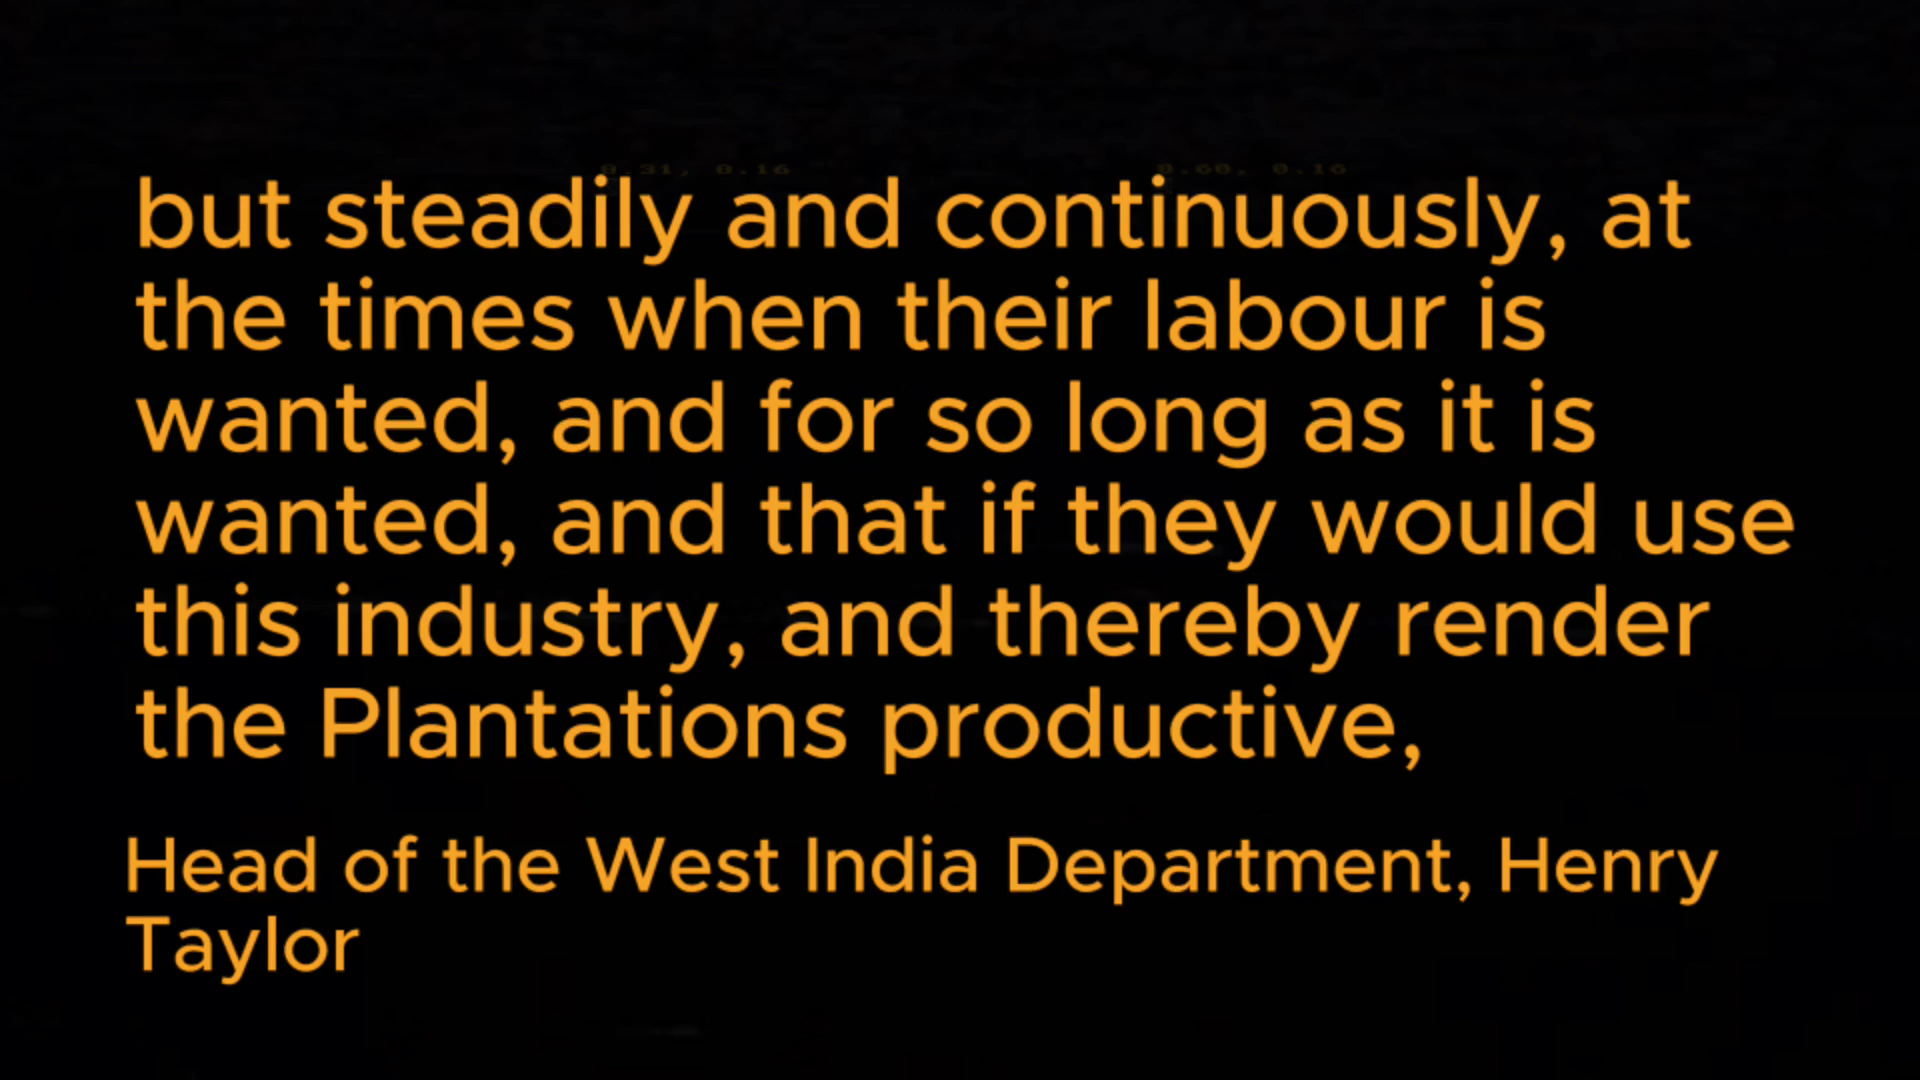 but steadily and continuously, at
the times when their labour is
wanted, and for so long as it is
wanted, and that if they would use
this industry, and thereby render
the Plantations productive,
Head of the West India Department, Henry
Taylor